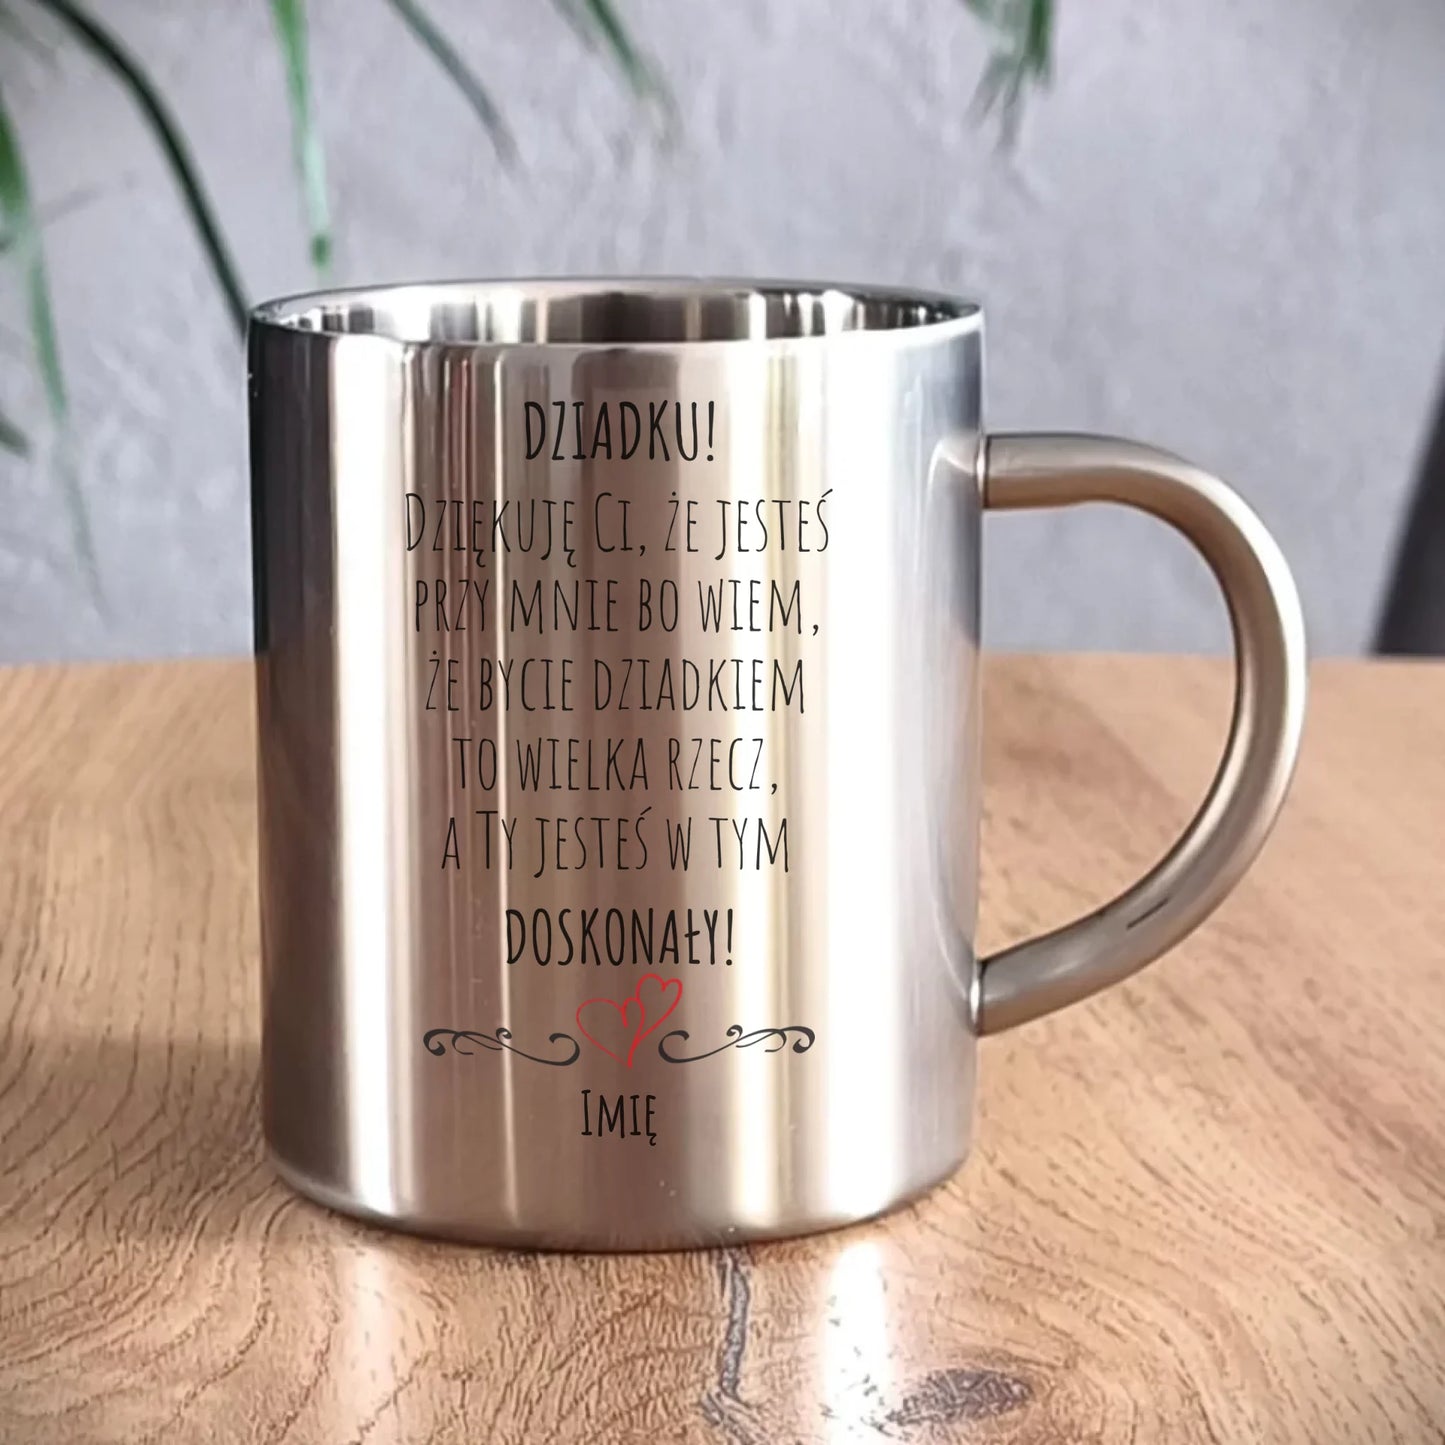 DZIADKU!
DZIĘKUJĘ CI, ŻE JESTEŚ
PRZY MNIE BO WIEM,
ŻE BYCIE DZIADKIEM
TO WIELKA RZECZ,
A TY JESTEŚ W TYM
DOSKONAŁY!
IMIĘ